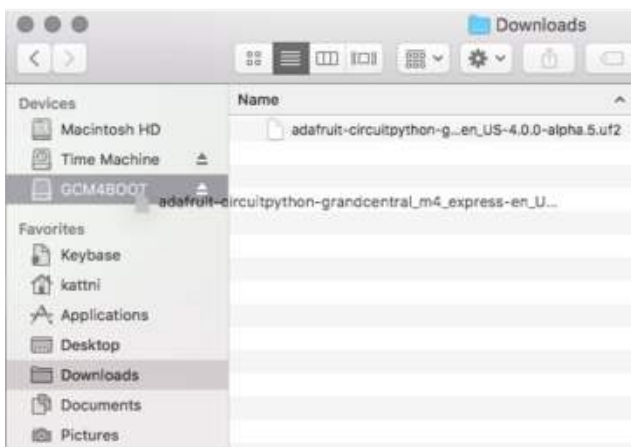 Downloads
Devices
Name
Macintosh HD
adafruit-circuitpython-g...en_US-4.0.0-alpha.5.uf2
Time Machine
GCM4BOOT
adafruit-circuitpython-grandcentral_m4_express-en_U...
Favorites
Keybase
kattni
Applications
Desktop
Downloads
Documents
Pictures